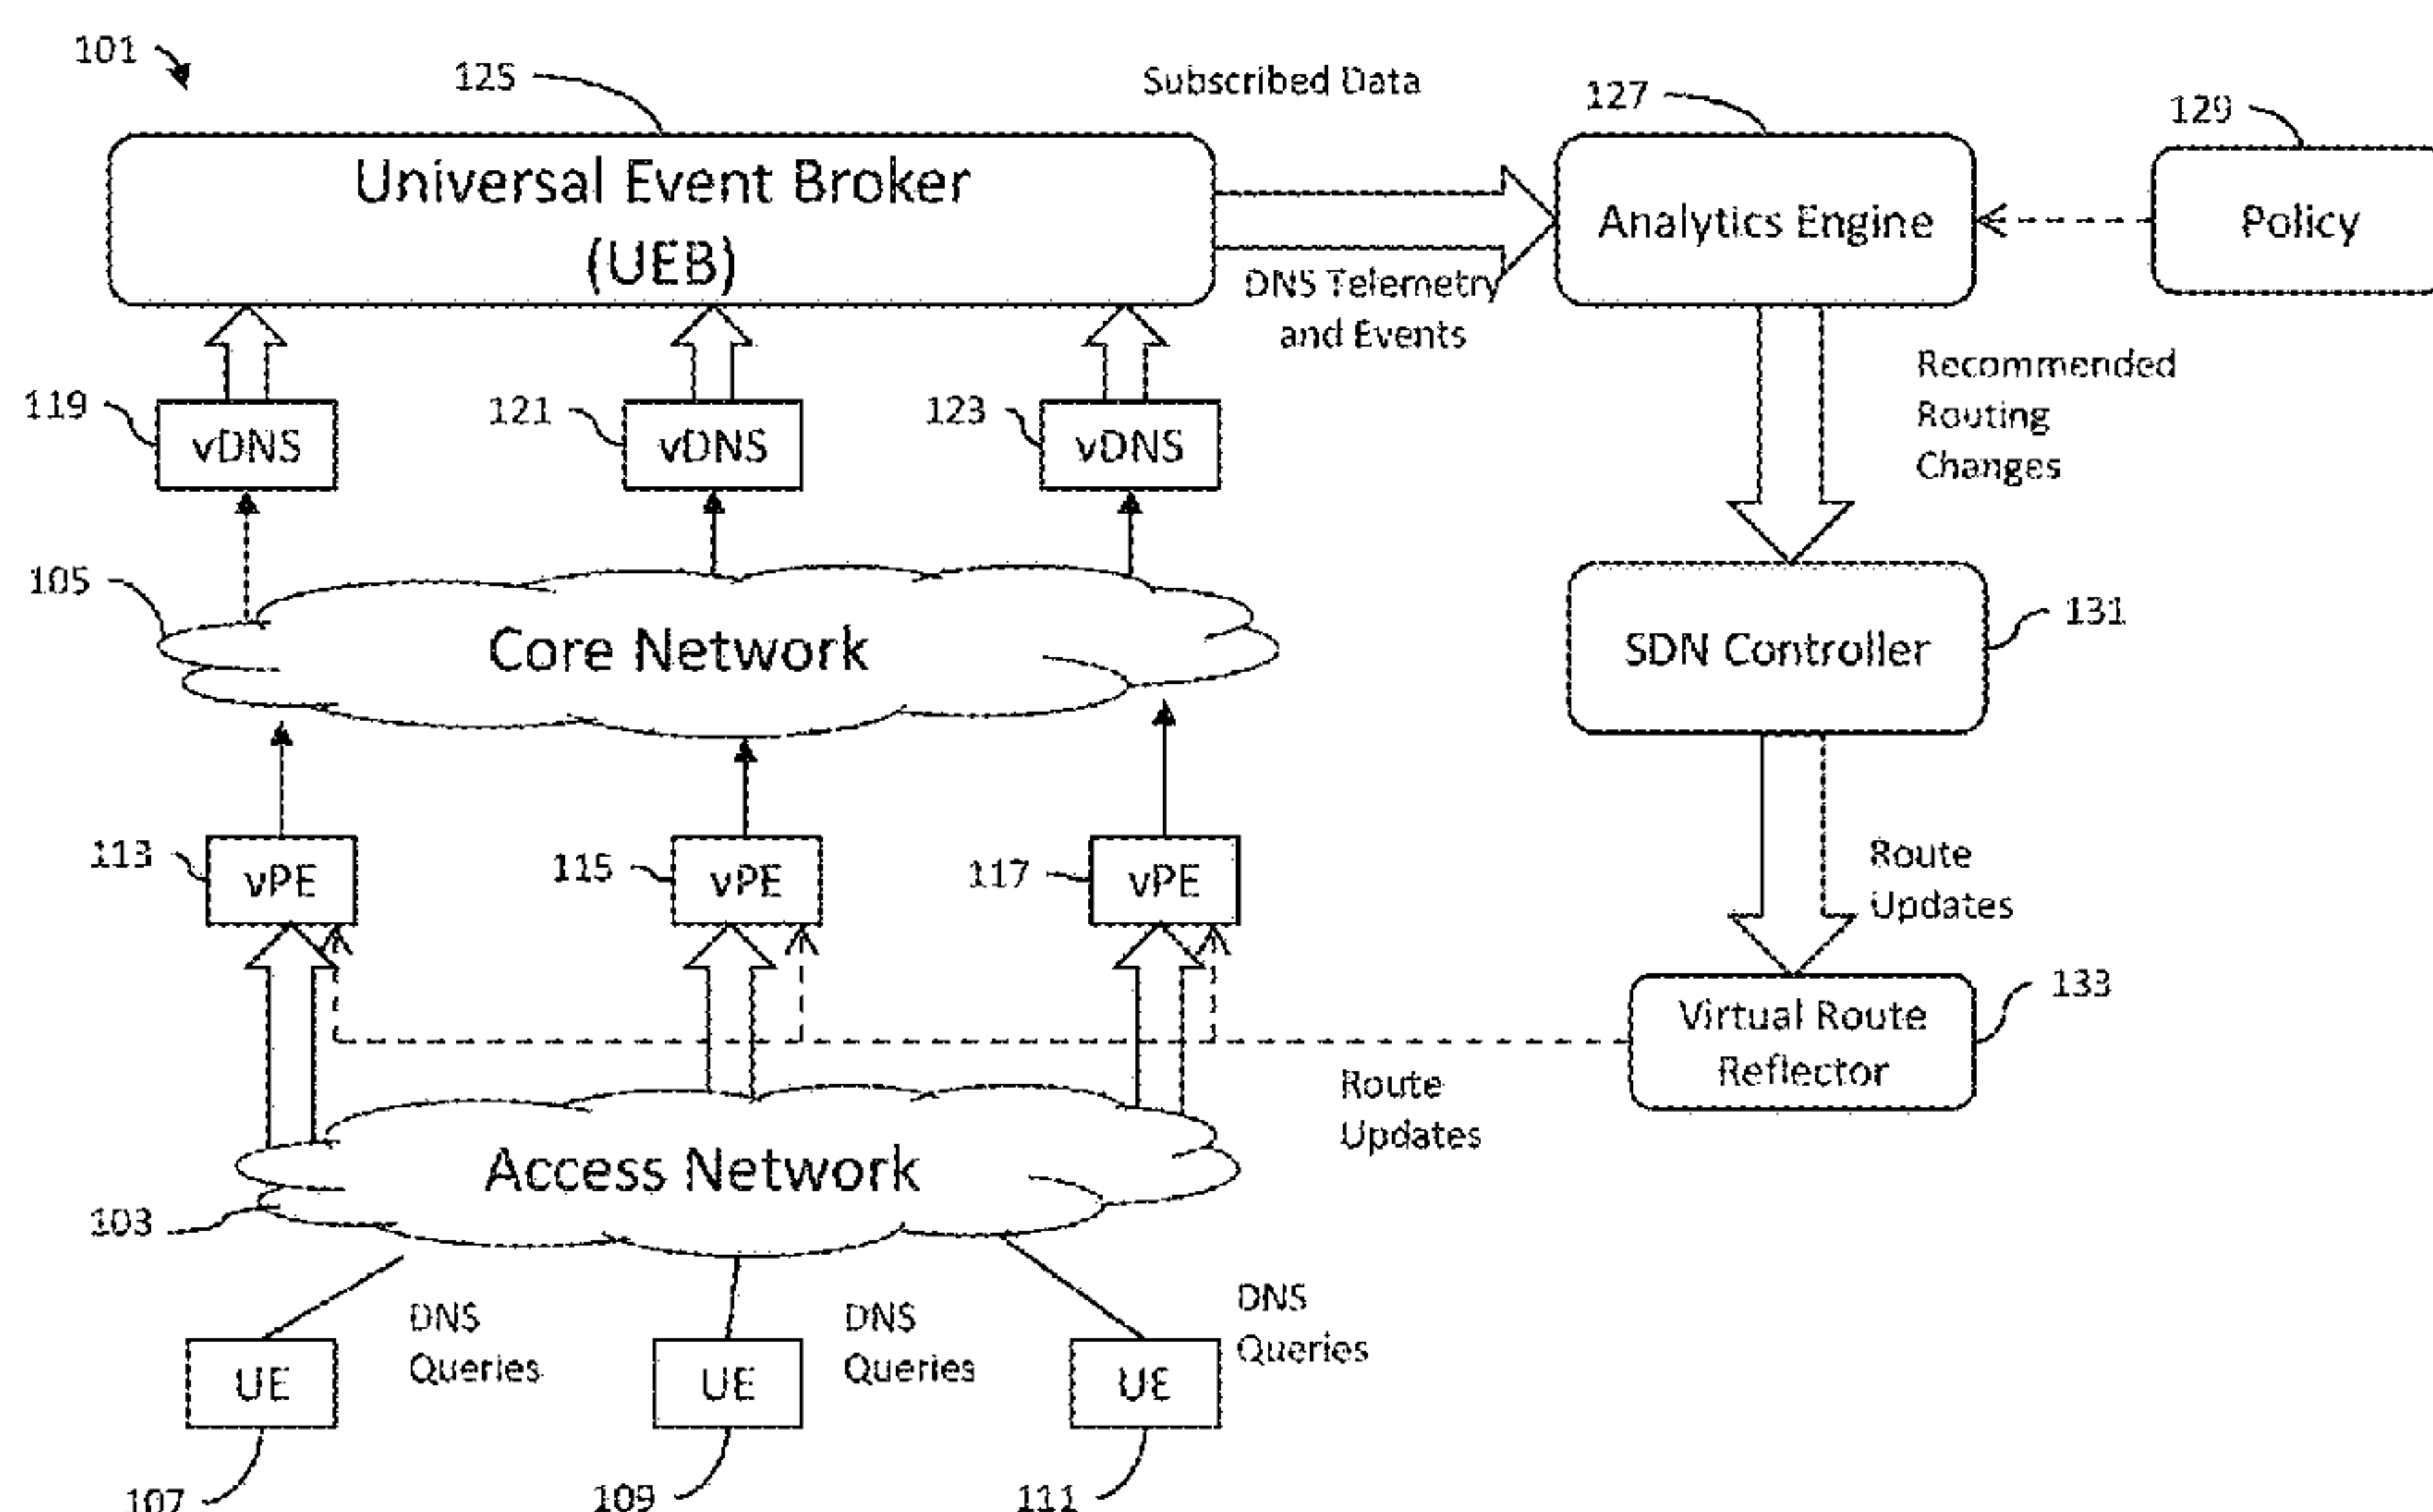 101
125
Subscribed Data
127
129
Universal Event Broker
(UEB)
Analytics Engine
Policy
DNS Telemetry
and Events
Recommended
Routing
Changes
119
vDNS
121
vDNS
123
vDNS
105
Core Network
SDN Controller
131
113
vPE
115
vPE
117
vPE
Route
Updates
Virtual Route
Reflector
133
Route
Updates
Access Network
103
DNS
Queries
DNS
Queries
DNS
Queries
UE
UE
UE
107
109
111